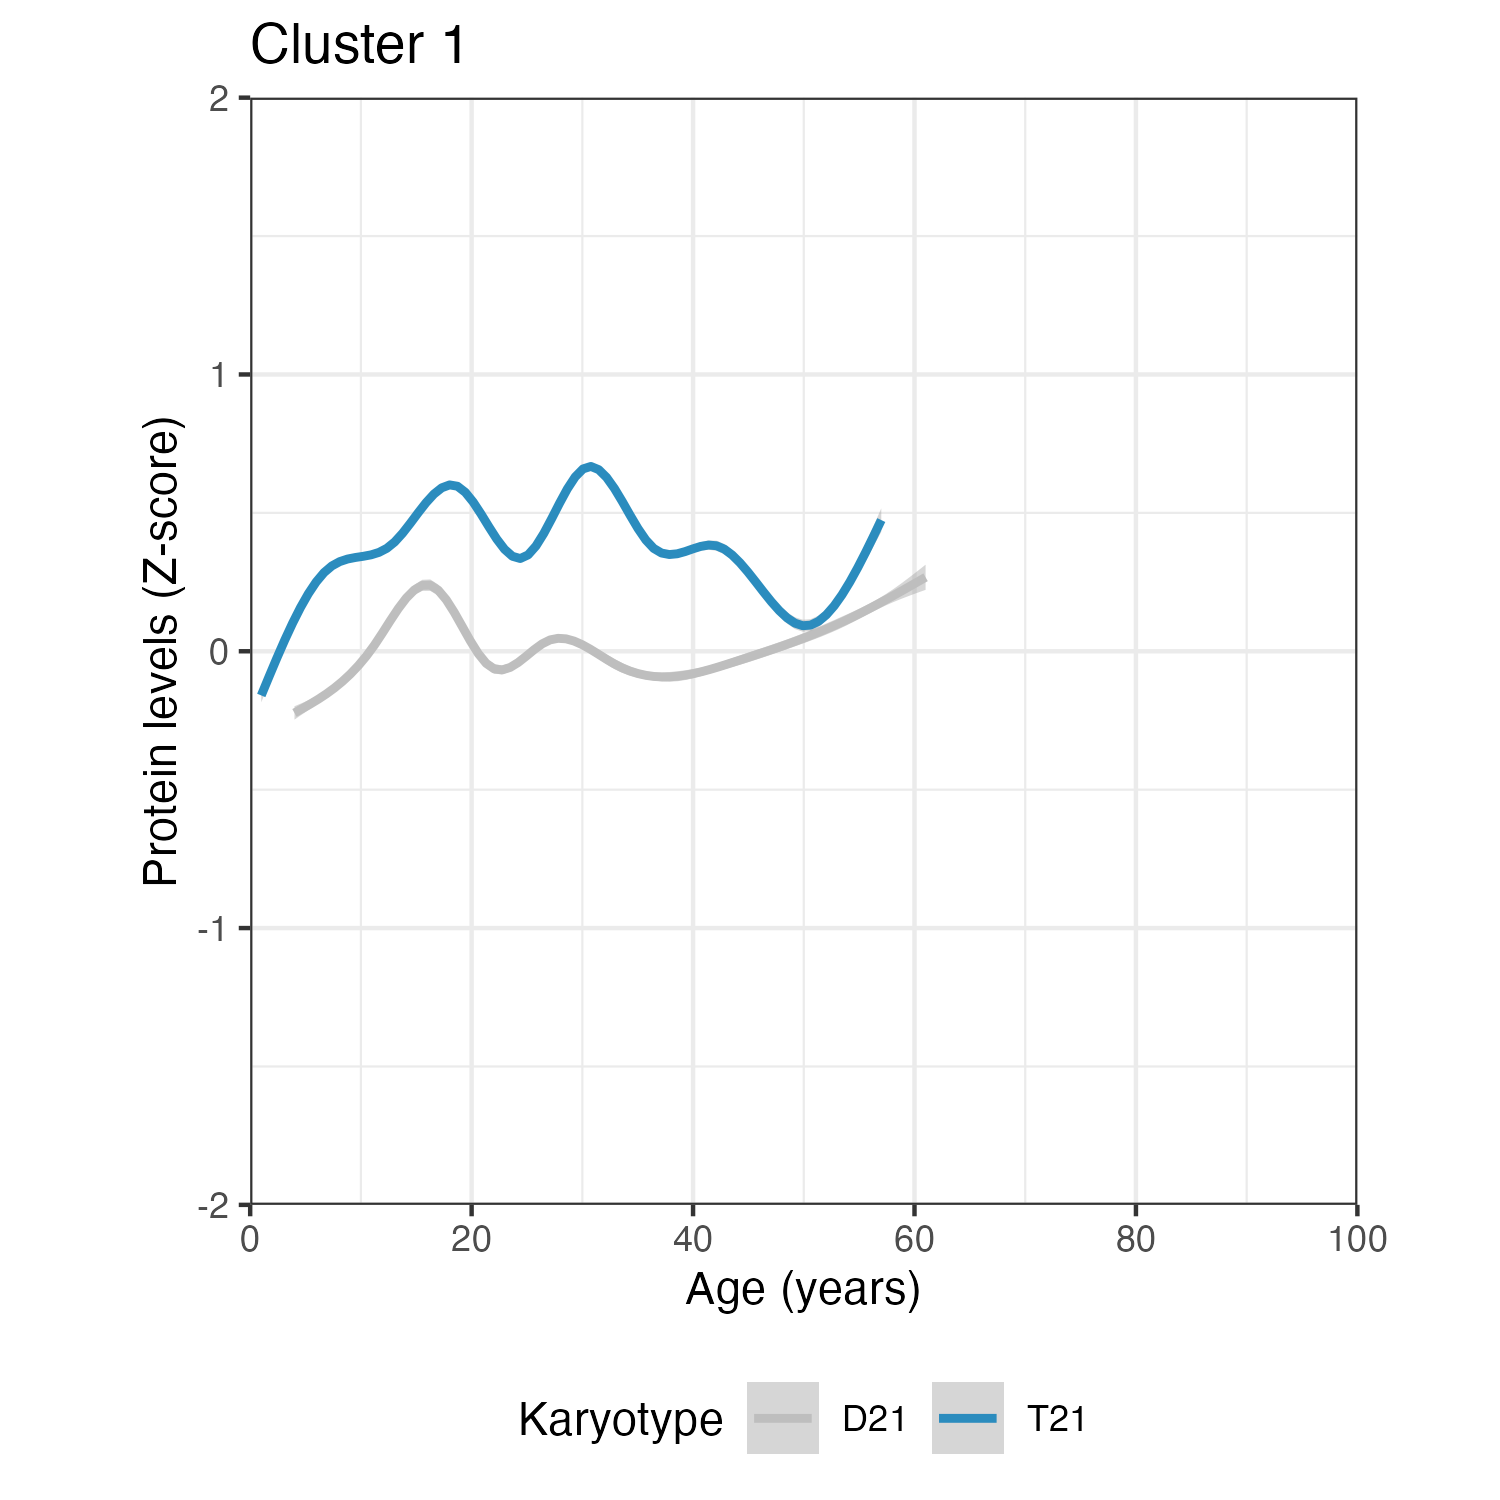 Cluster 1
2
1
0
-1
-2
Protein levels (Z-score)
0 20 40 60 80 100
Age (years)
Karyotype D21 T21